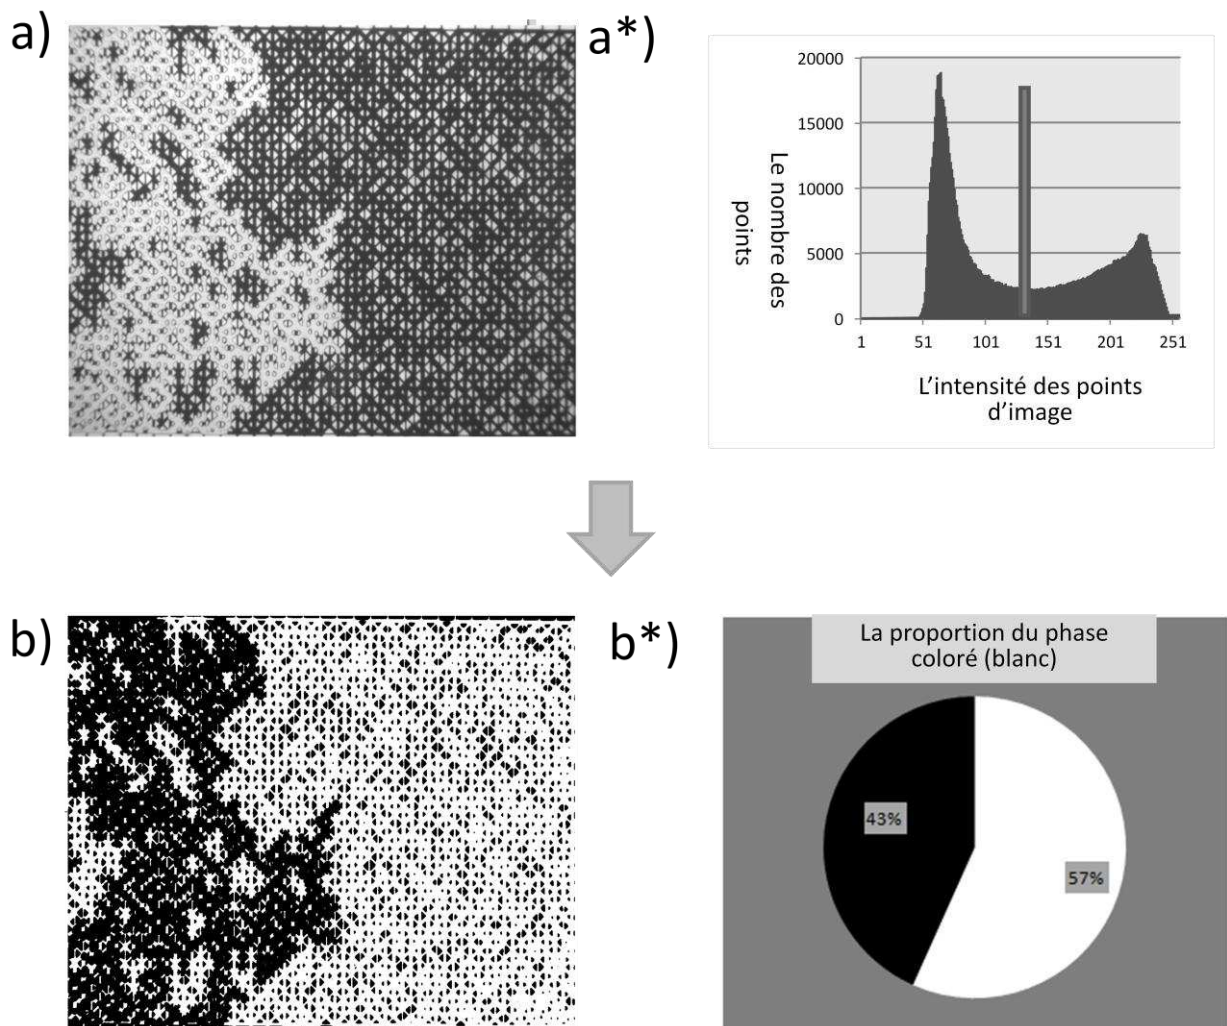 a)
a*)
20000
15000
10000
5000
0
Le nombre des
points
1 51 101 151 201 251
L'intensité des points
d'image
b)
b*)
La proportion du phase
coloré (blanc)
43%
57%